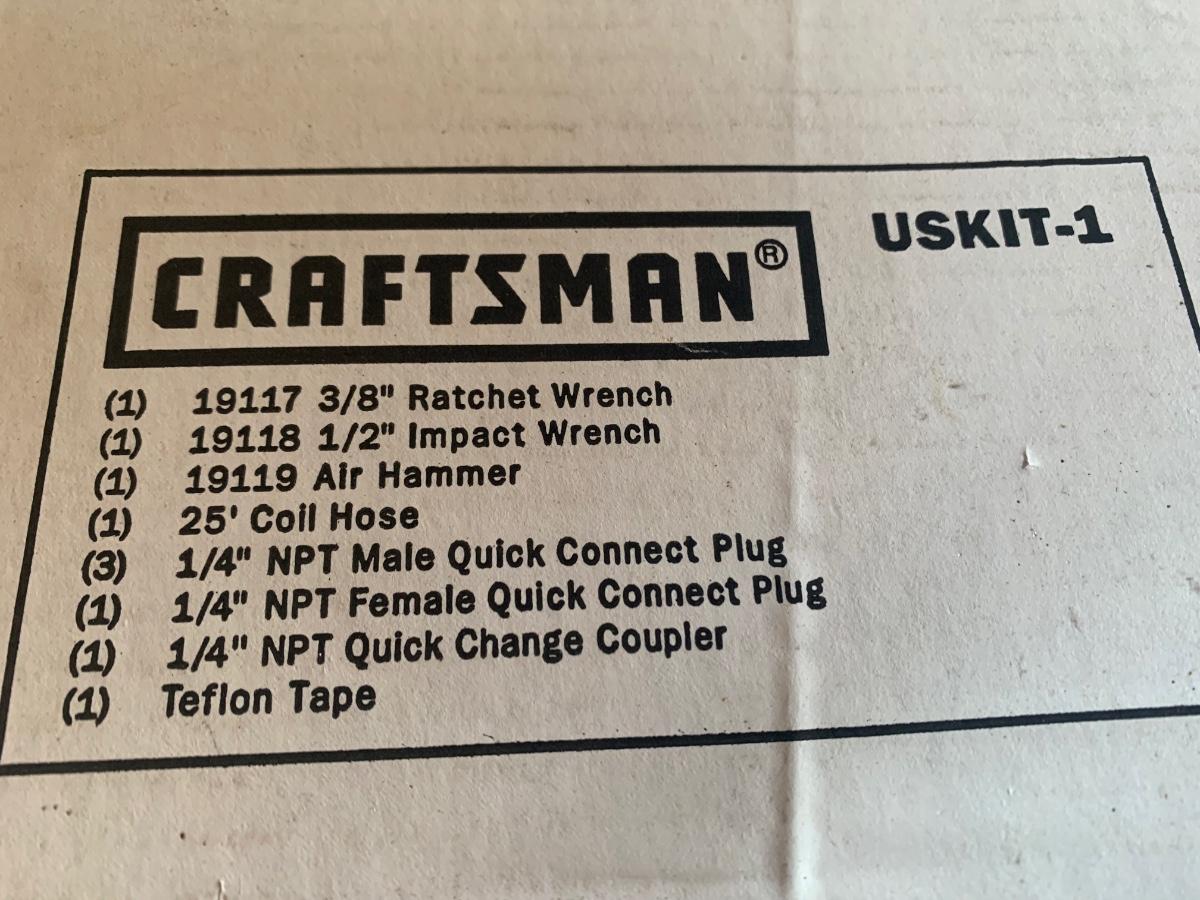 CRAFTSMAN®
USKIT-1
(1) 19117 3/8" Ratchet Wrench
(1) 19118 1/2" Impact Wrench
(1) 19119 Air Hammer
(1) 25' Coil Hose
(3) 1/4" NPT Male Quick Connect Plug
(1) 1/4" NPT Female Quick Connect Plug
(1) 1/4" NPT Quick Change Coupler
(1) Teflon Tape